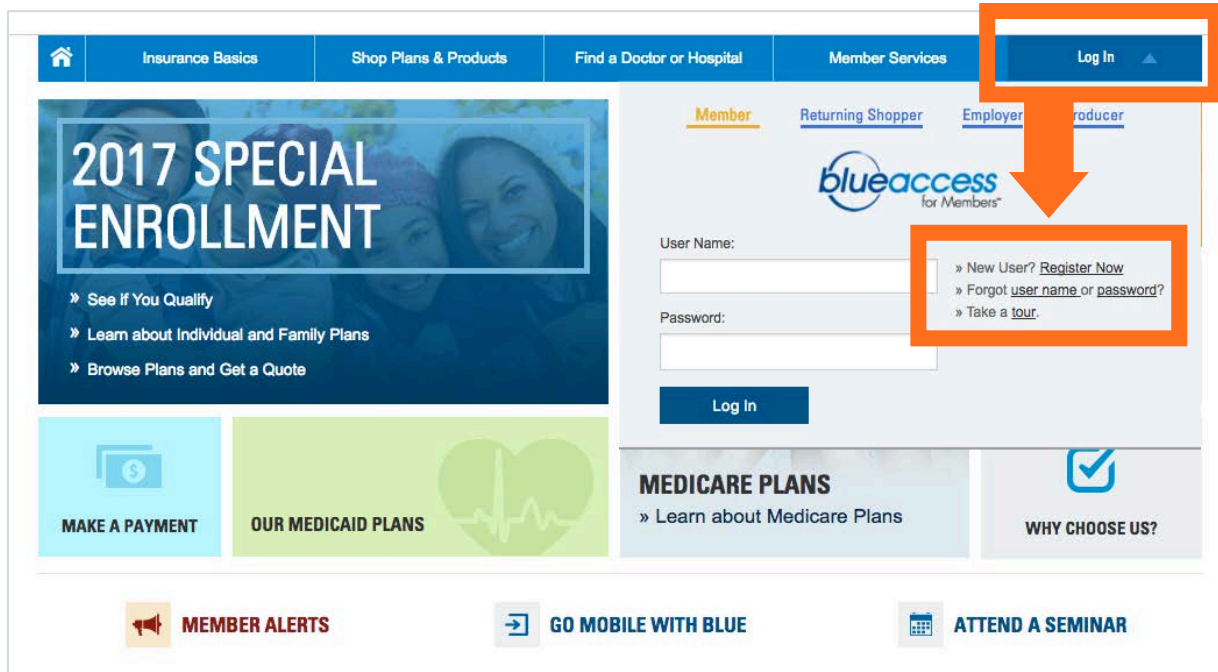 Insurance Basics
Shop Plans & Products
Find a Doctor or Hospital
Member Services
Log In
2017 SPECIAL
ENROLLMENT
» See if You Qualify
» Learn about Individual and Family Plans
» Browse Plans and Get a Quote
Member
Returning Shopper
Employer
blueaccess
for Members℠
User Name:
» New User? Register Now
» Forgot user name or password?
» Take a tour.
Password:
Log In
MAKE A PAYMENT
OUR MEDICAID PLANS
MEDICARE PLANS
» Learn about Medicare Plans
WHY CHOOSE US?
MEMBER ALERTS
GO MOBILE WITH BLUE
ATTEND A SEMINAR